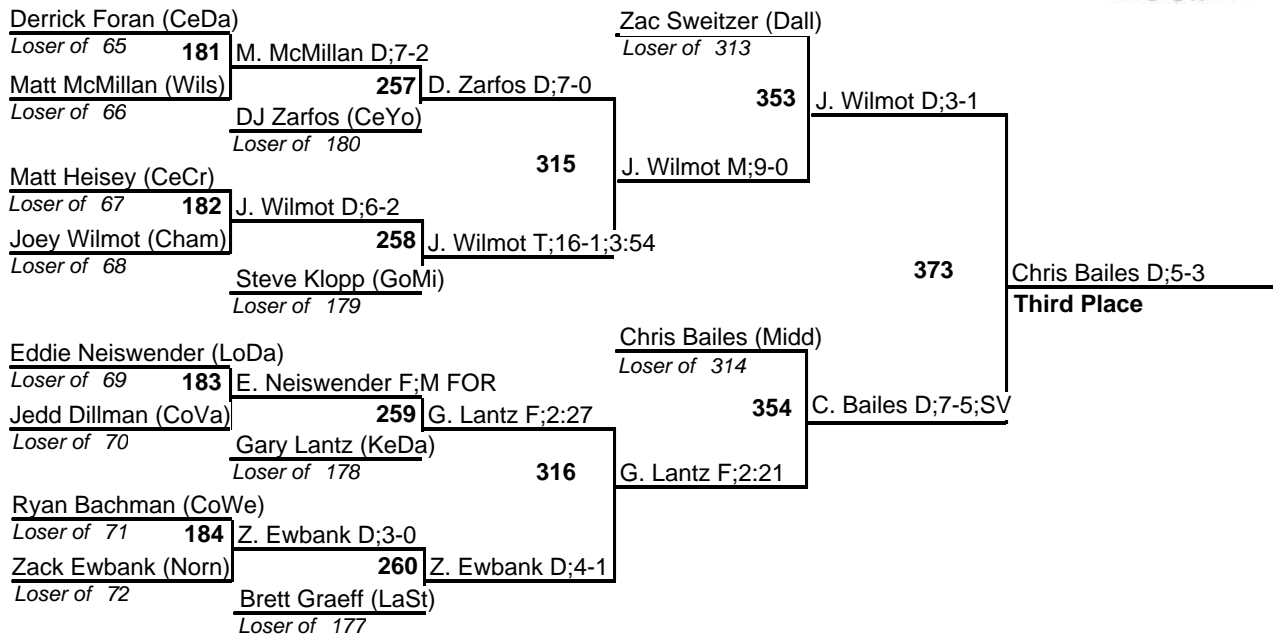 Derrick Foran (CeDa)
Loser of 65
181
M. McMillan D;7-2
Matt McMillan (Wils)
Loser of 66
257
D. Zarfos D;7-0
DJ Zarfos (CeYo)
Loser of 180
Matt Heisey (CeCr)
Loser of 67
182
J. Wilmot D;6-2
Joey Wilmot (Cham)
Loser of 68
258
J. Wilmot T;16-1;3:54
Steve Klopp (GoMi)
Loser of 179
315
J. Wilmot M;9-0
Zac Sweitzer (Dall)
Loser of 313
353
J. Wilmot D;3-1
Eddie Neiswender (LoDa)
Loser of 69
183
E. Neiswender F;M FOR
Jedd Dillman (CoVa)
Loser of 70
259
G. Lantz F;2:27
Gary Lantz (KeDa)
Loser of 178
Ryan Bachman (CoWe)
Loser of 71
184
Z. Ewbank D;3-0
Zack Ewbank (Norn)
Loser of 72
260
Z. Ewbank D;4-1
Brett Graeff (LaSt)
Loser of 177
316
G. Lantz F;2:21
Chris Bailes (Midd)
Loser of 314
354
C. Bailes D;7-5;SV
373
Chris Bailes D;5-3
Third Place